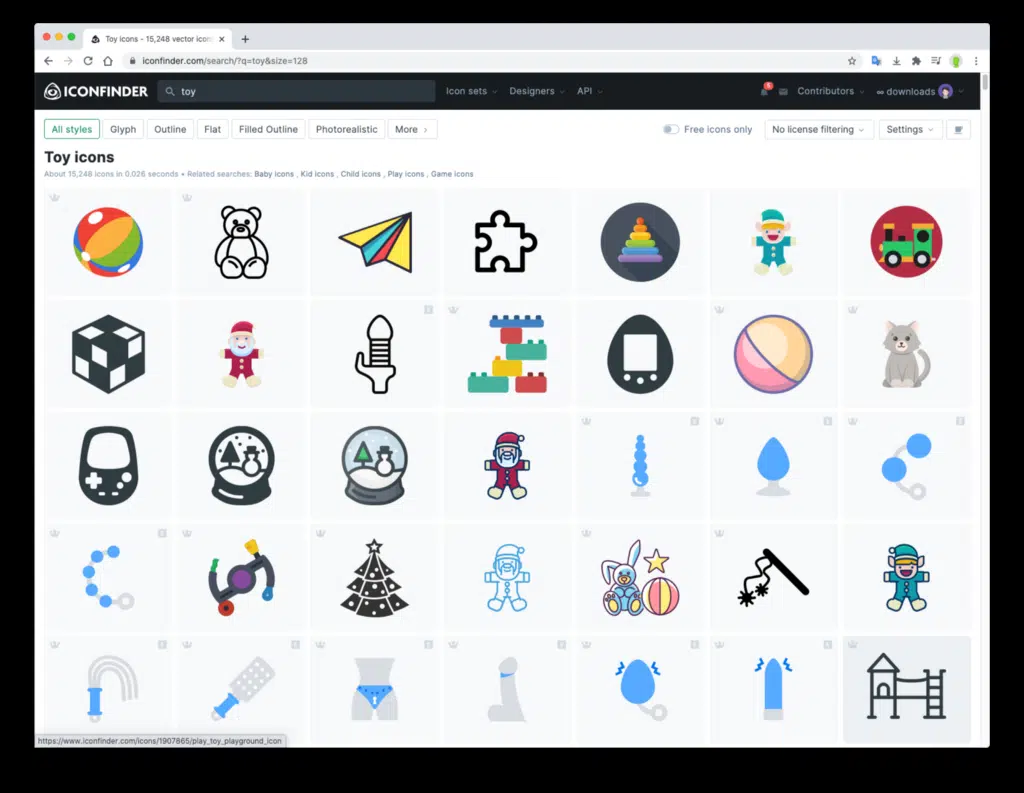 Toy icons - 15,248 vector icon
iconfinder.com/search/?q=toy&size=128
ICONFINDER
toy
Icon sets
Designers
API
Contributors
∞ downloads
All styles
Glyph
Outline
Flat
Filled Outline
Photorealistic
More
Free icons only
No license filtering
Settings
Toy icons
About 15,248 icons in 0.026 seconds • Related searches: Baby icons , Kid icons , Child icons , Play icons , Game icons
https://www.iconfinder.com/icons/1907865/play_toy_playground_icon